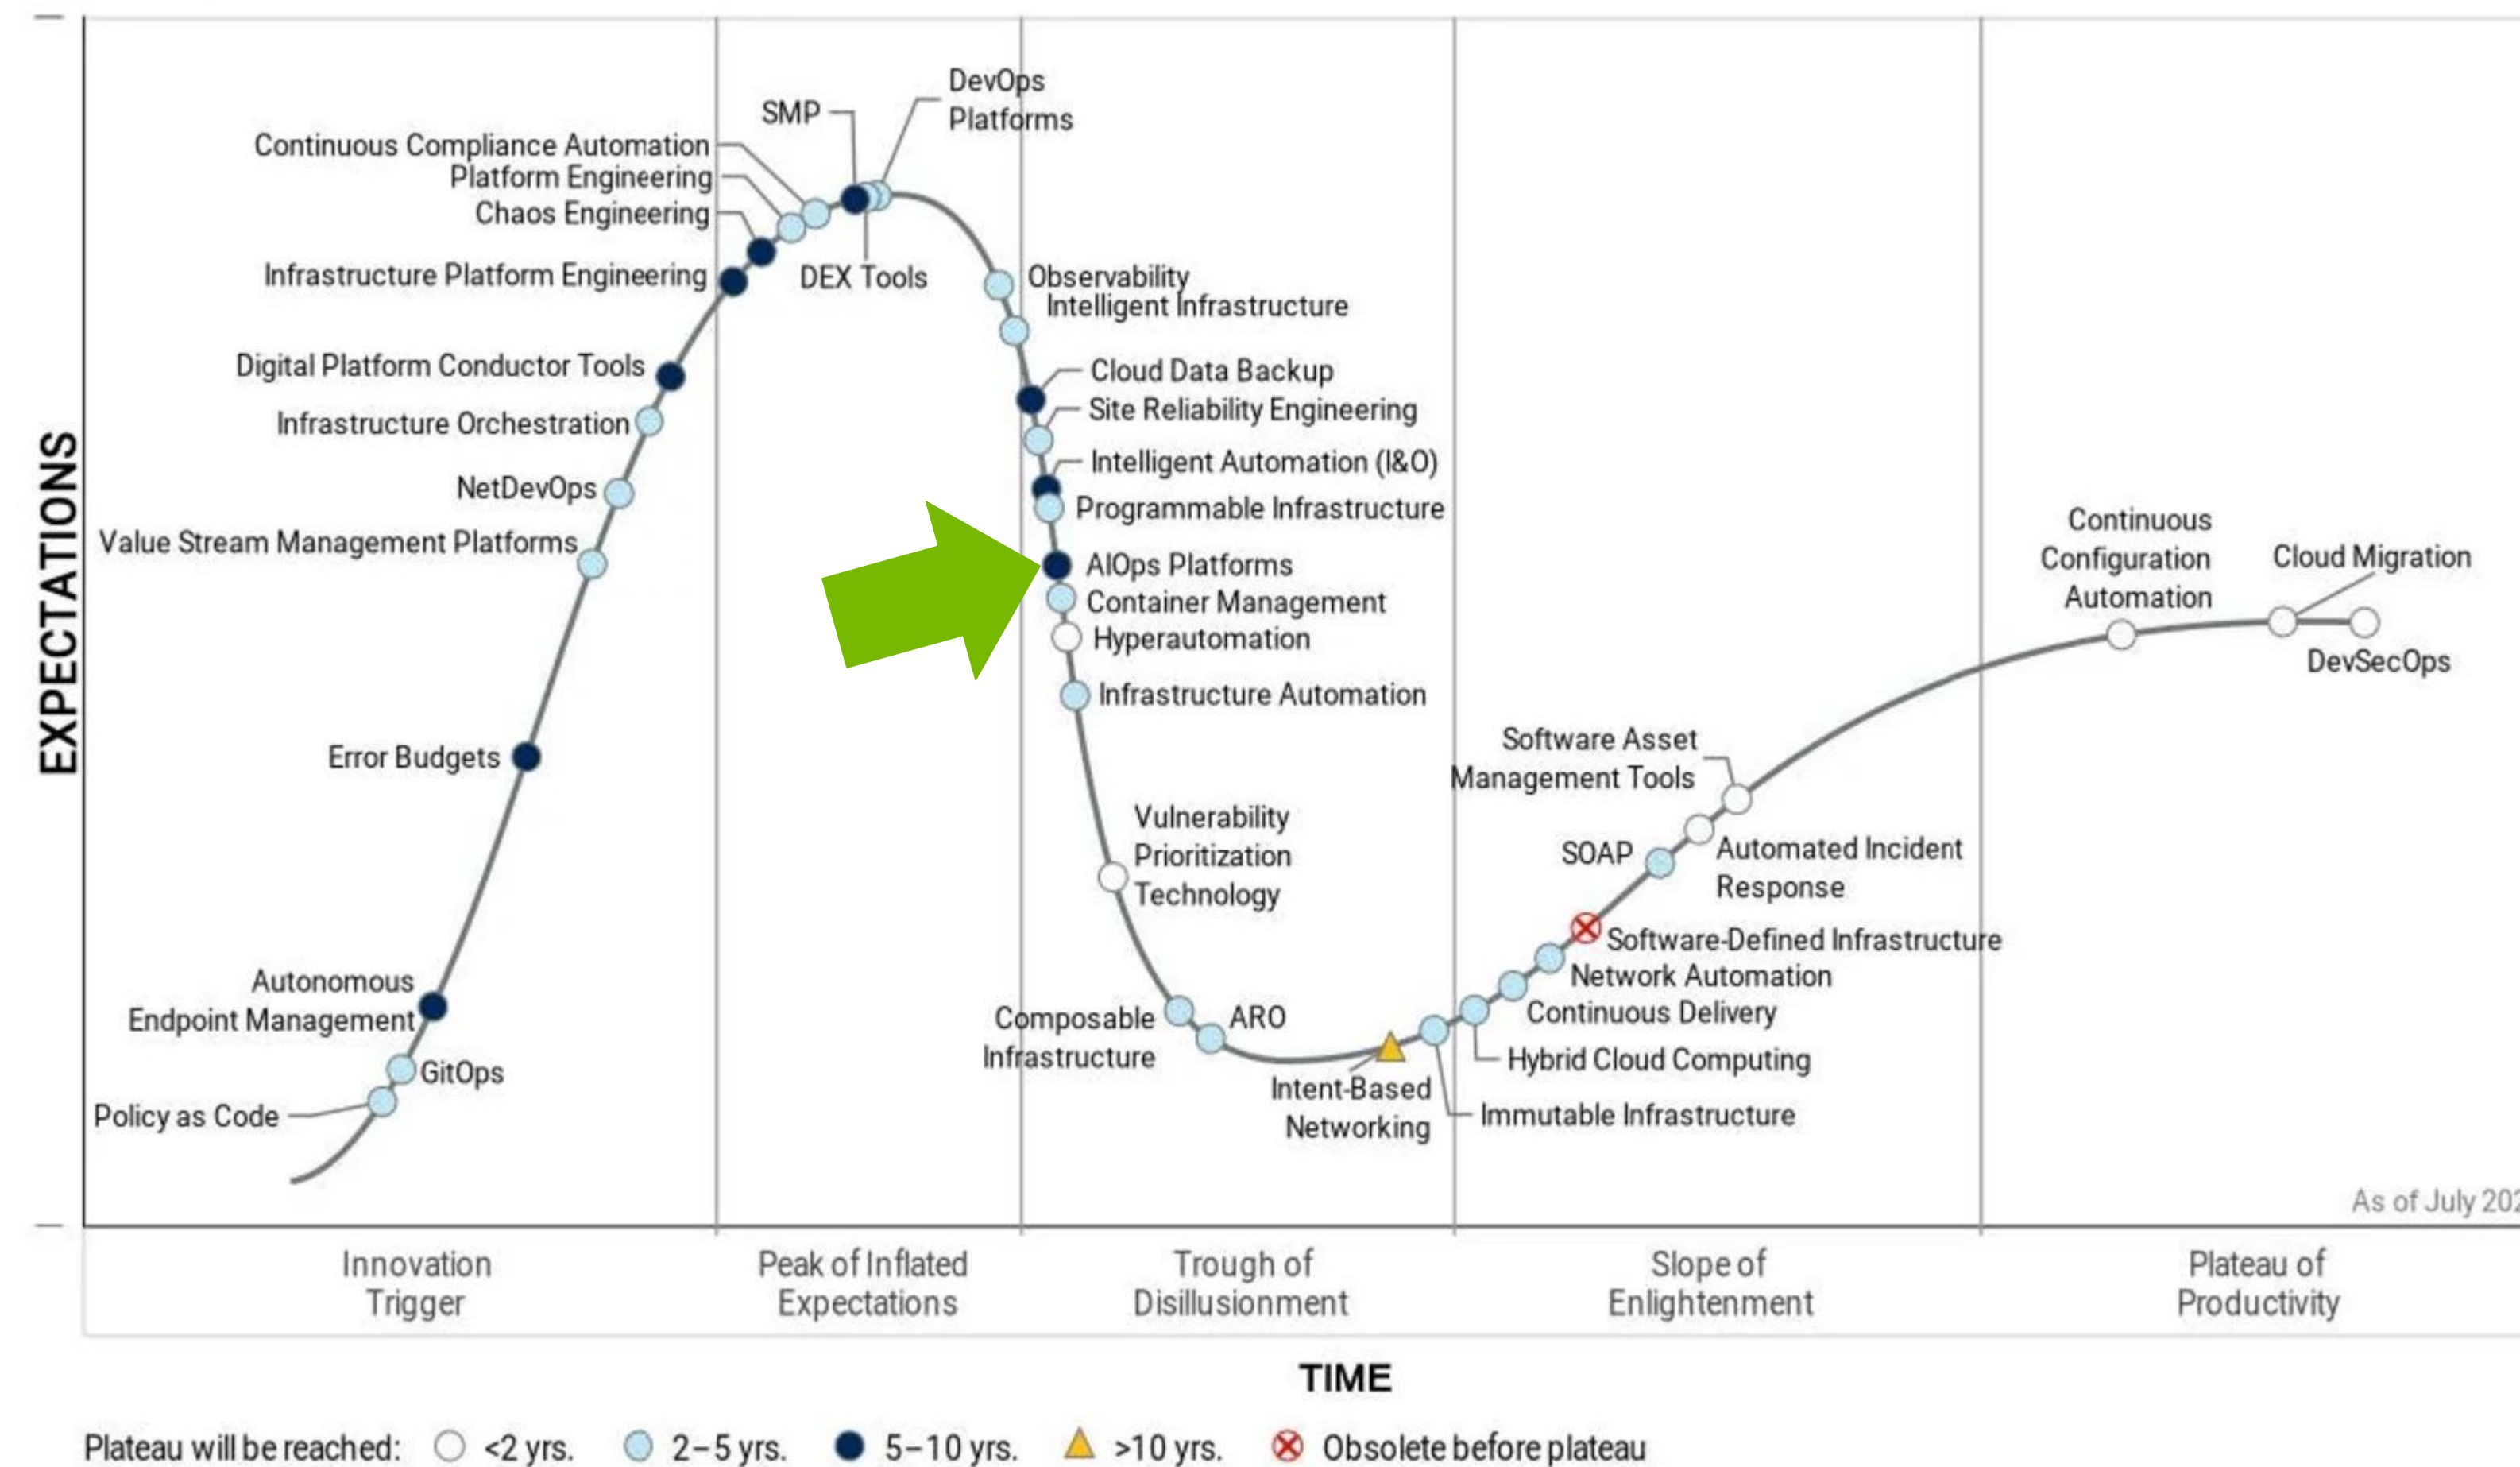 EXPECTATIONS
DevOps
Platforms
SMP
Continuous Compliance Automation
Platform Engineering
Chaos Engineering
Infrastructure Platform Engineering
DEX Tools
Digital Platform Conductor Tools
Infrastructure Orchestration
NetDevOps
Value Stream Management Platforms
Error Budgets
Autonomous
Endpoint Management
GitOps
Policy as Code
Observability
Intelligent Infrastructure
Cloud Data Backup
Site Reliability Engineering
Intelligent Automation (I&O)
Programmable Infrastructure
AIOps Platforms
Container Management
Hyperautomation
Infrastructure Automation
Vulnerability
Prioritization
Technology
Composable
Infrastructure
ARO
Intent-Based
Networking
Immutable Infrastructure
Hybrid Cloud Computing
Continuous Delivery
Network Automation
Software-Defined Infrastructure
SOAP
Automated Incident
Response
Software Asset
Management Tools
Continuous
Configuration
Automation
Cloud Migration
DevSecOps
As of July 202
Innovation
Trigger
Peak of Inflated
Expectations
Trough of
Disillusionment
Slope of
Enlightenment
Plateau of
Productivity
TIME
Plateau will be reached: <2 yrs. 2–5 yrs. 5–10 yrs. >10 yrs. Obsolete before plateau